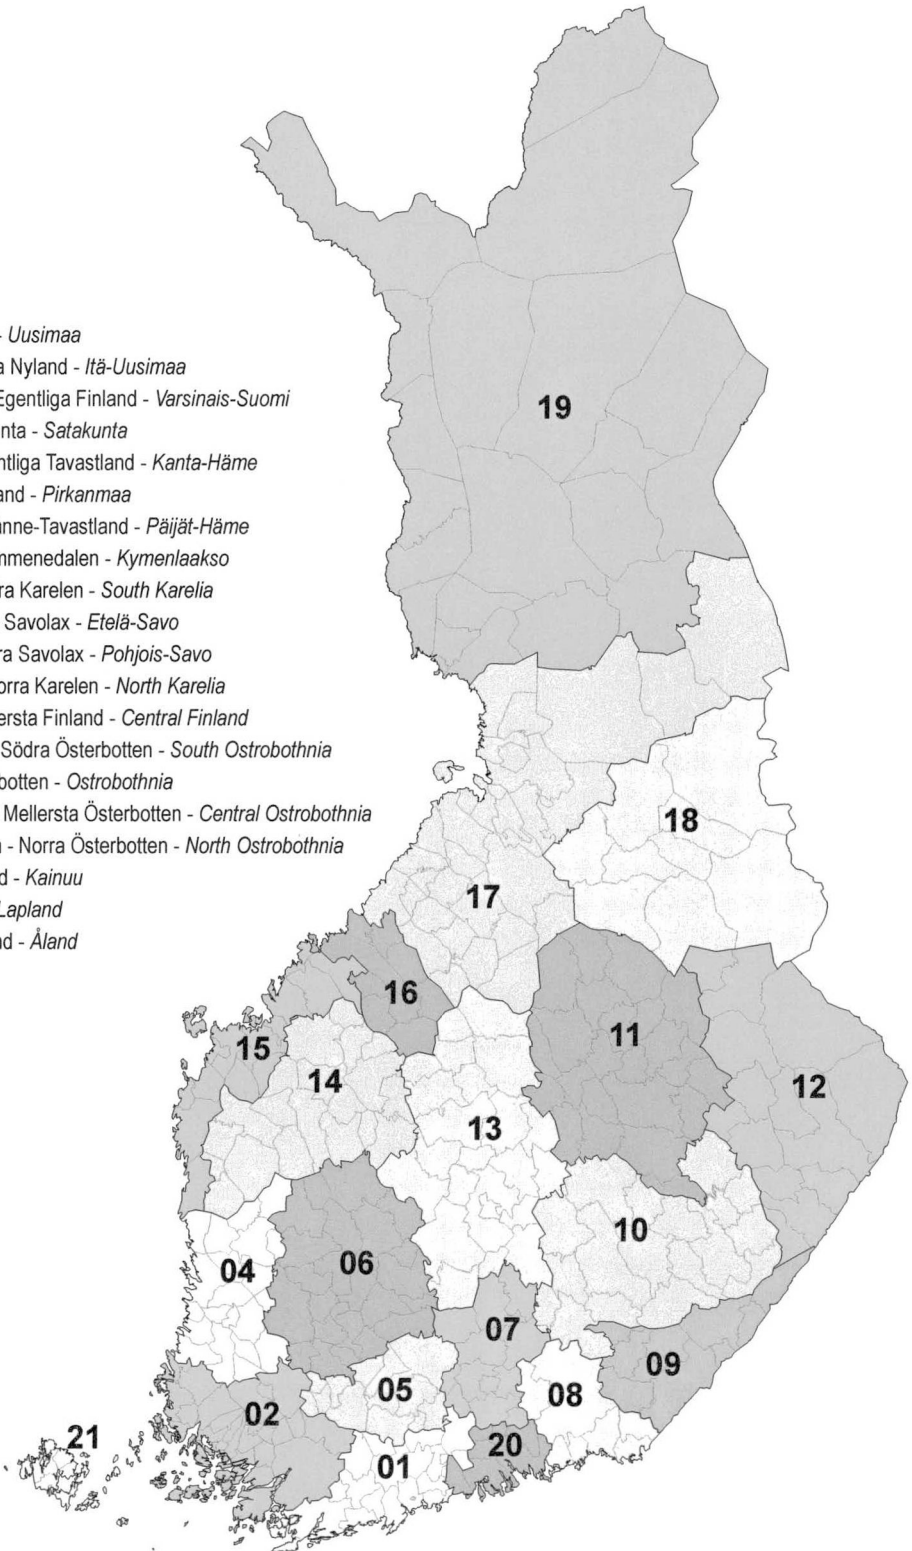 - Uusimaa
a Nyland - Itä-Uusimaa
Egentliga Finland - Varsinais-Suomi
nta - Satakunta
ntliga Tavastland - Kanta-Häme
and - Pirkanmaa
änne-Tavastland - Päijät-Häme
mmenedalen - Kymenlaakso
ra Karelen - South Karelia
Savolax - Etelä-Savo
ra Savolax - Pohjois-Savo
orra Karelen - North Karelia
ersta Finland - Central Finland
Södra Österbotten - South Ostrobothnia
botten - Ostrobothnia
Mellersta Österbotten - Central Ostrobothnia
- Norra Österbotten - North Ostrobothnia
d - Kainuu
Lapland
nd - Åland
19
18
17
16
11
15
14
12
13
10
04
06
07
09
05
08
02
21
20
01